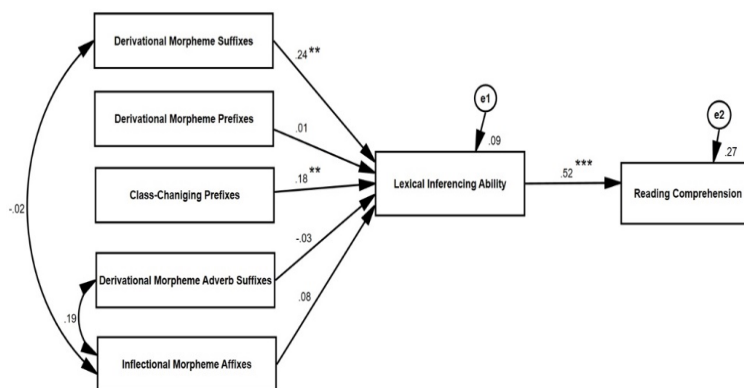 Derivational Morpheme Suffixes
.24**
e1
Derivational Morpheme Prefixes
.01
.09
e2
Class-Chaniging Prefixes
.18**
Lexical Inferencing Ability
.52***
.27
Reading Comprehension
-.02
-.03
Derivational Morpheme Adverb Suffixes
.08
.19
Inflectional Morpheme Affixes